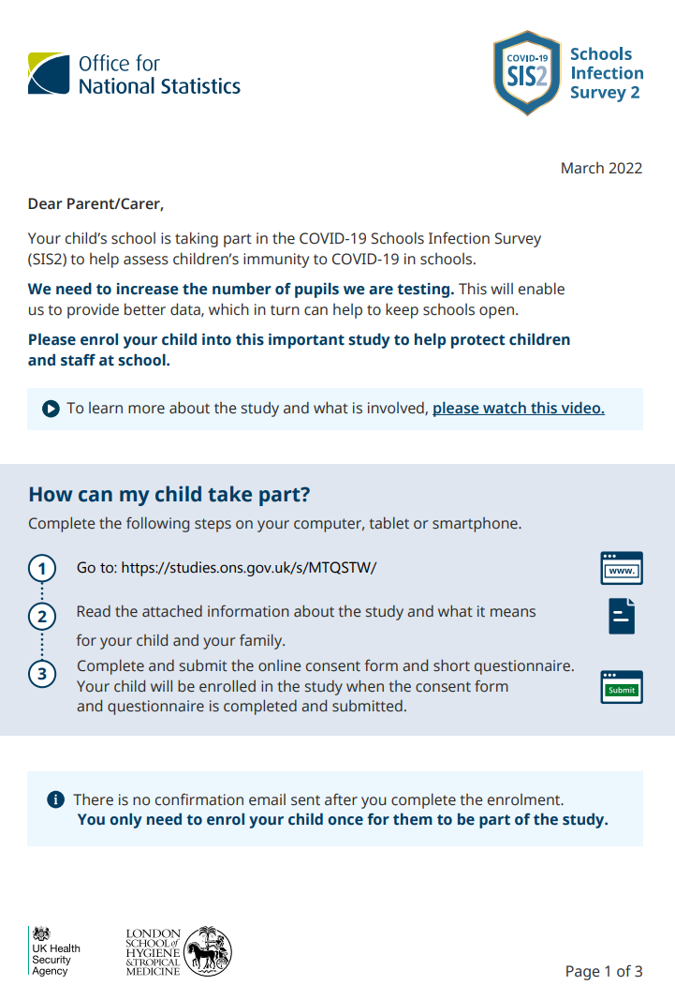 Office for
National Statistics
COVID-19
SIS2
Schools
Infection
Survey 2
March 2022
Dear Parent/Carer,
Your child’s school is taking part in the COVID-19 Schools Infection Survey
(SIS2) to help assess children’s immunity to COVID-19 in schools.
We need to increase the number of pupils we are testing. This will enable
us to provide better data, which in turn can help to keep schools open.
Please enrol your child into this important study to help protect children
and staff at school.
To learn more about the study and what is involved, please watch this video.
How can my child take part?
Complete the following steps on your computer, tablet or smartphone.
1 Go to: https://studies.ons.gov.uk/s/MTQSTW/
www.
2 Read the attached information about the study and what it means
for your child and your family.
3 Complete and submit the online consent form and short questionnaire.
Your child will be enrolled in the study when the consent form
and questionnaire is completed and submitted.
Submit
i There is no confirmation email sent after you complete the enrolment.
You only need to enrol your child once for them to be part of the study.
UK Health
Security
Agency
LONDON
SCHOOL of
HYGIENE
& TROPICAL
MEDICINE
Page 1 of 3